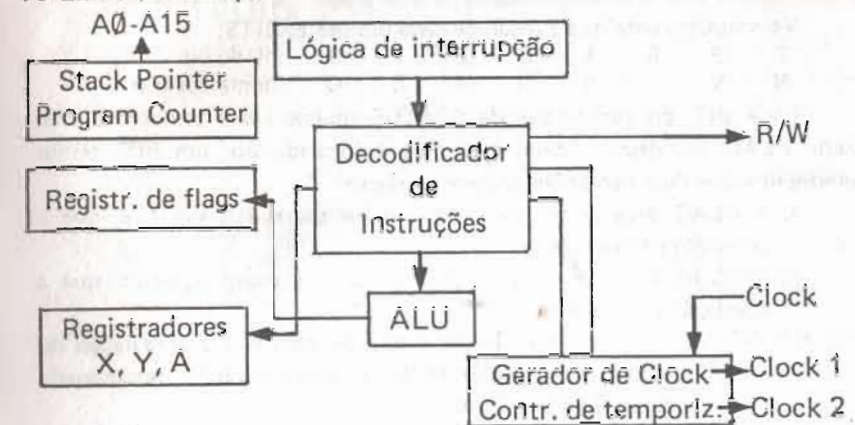 A0-A15
Stack Pointer
Program Counter
Registr. de flags
Registradores
X, Y, A
Lógica de interrupção
Decodificador
de
Instruções
ALU
R/W
Clock
Gerador de Clock
Contr. de temporiz.
Clock 1
Clock 2